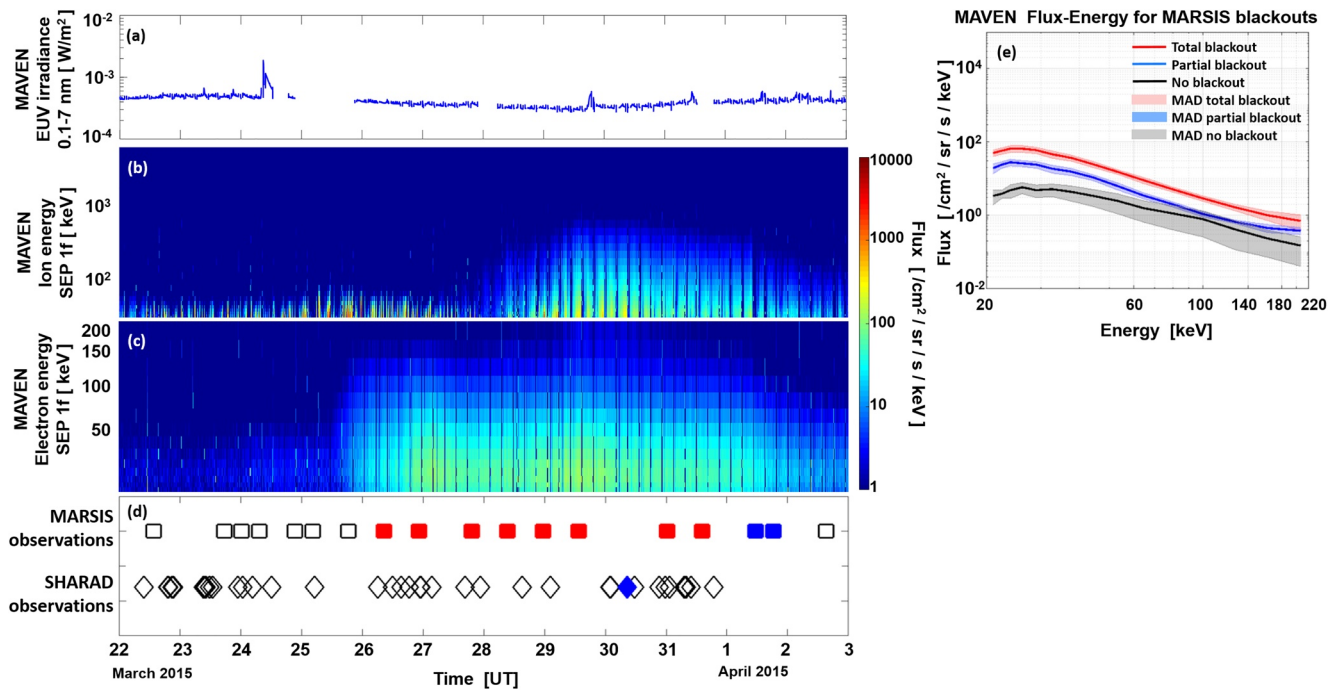 (a)
MAVEN
EUV irradiance
0.1-7 nm [ W/m² ]
10⁻²
10⁻³
10⁻⁴
(b)
MAVEN
Ion energy
SEP 1f [ keV]
10³
10²
(c)
MAVEN
Electron energy
SEP 1f [ keV]
200
150
100
50
10000
1000
100
10
1
Flux [ /cm² / sr / s / keV ]
(d)
MARSIS
observations
SHARAD
observations
22 23 24 25 26 27 28 29 30 31 1 2 3
March 2015 Time [UT] April 2015
MAVEN Flux-Energy for MARSIS blackouts
(e)
Total blackout
Partial blackout
No blackout
MAD total blackout
MAD partial blackout
MAD no blackout
Flux [ /cm² / sr / s / keV ]
10⁴
10²
10⁰
10⁻²
20 60 100 140 180 220
Energy [keV]